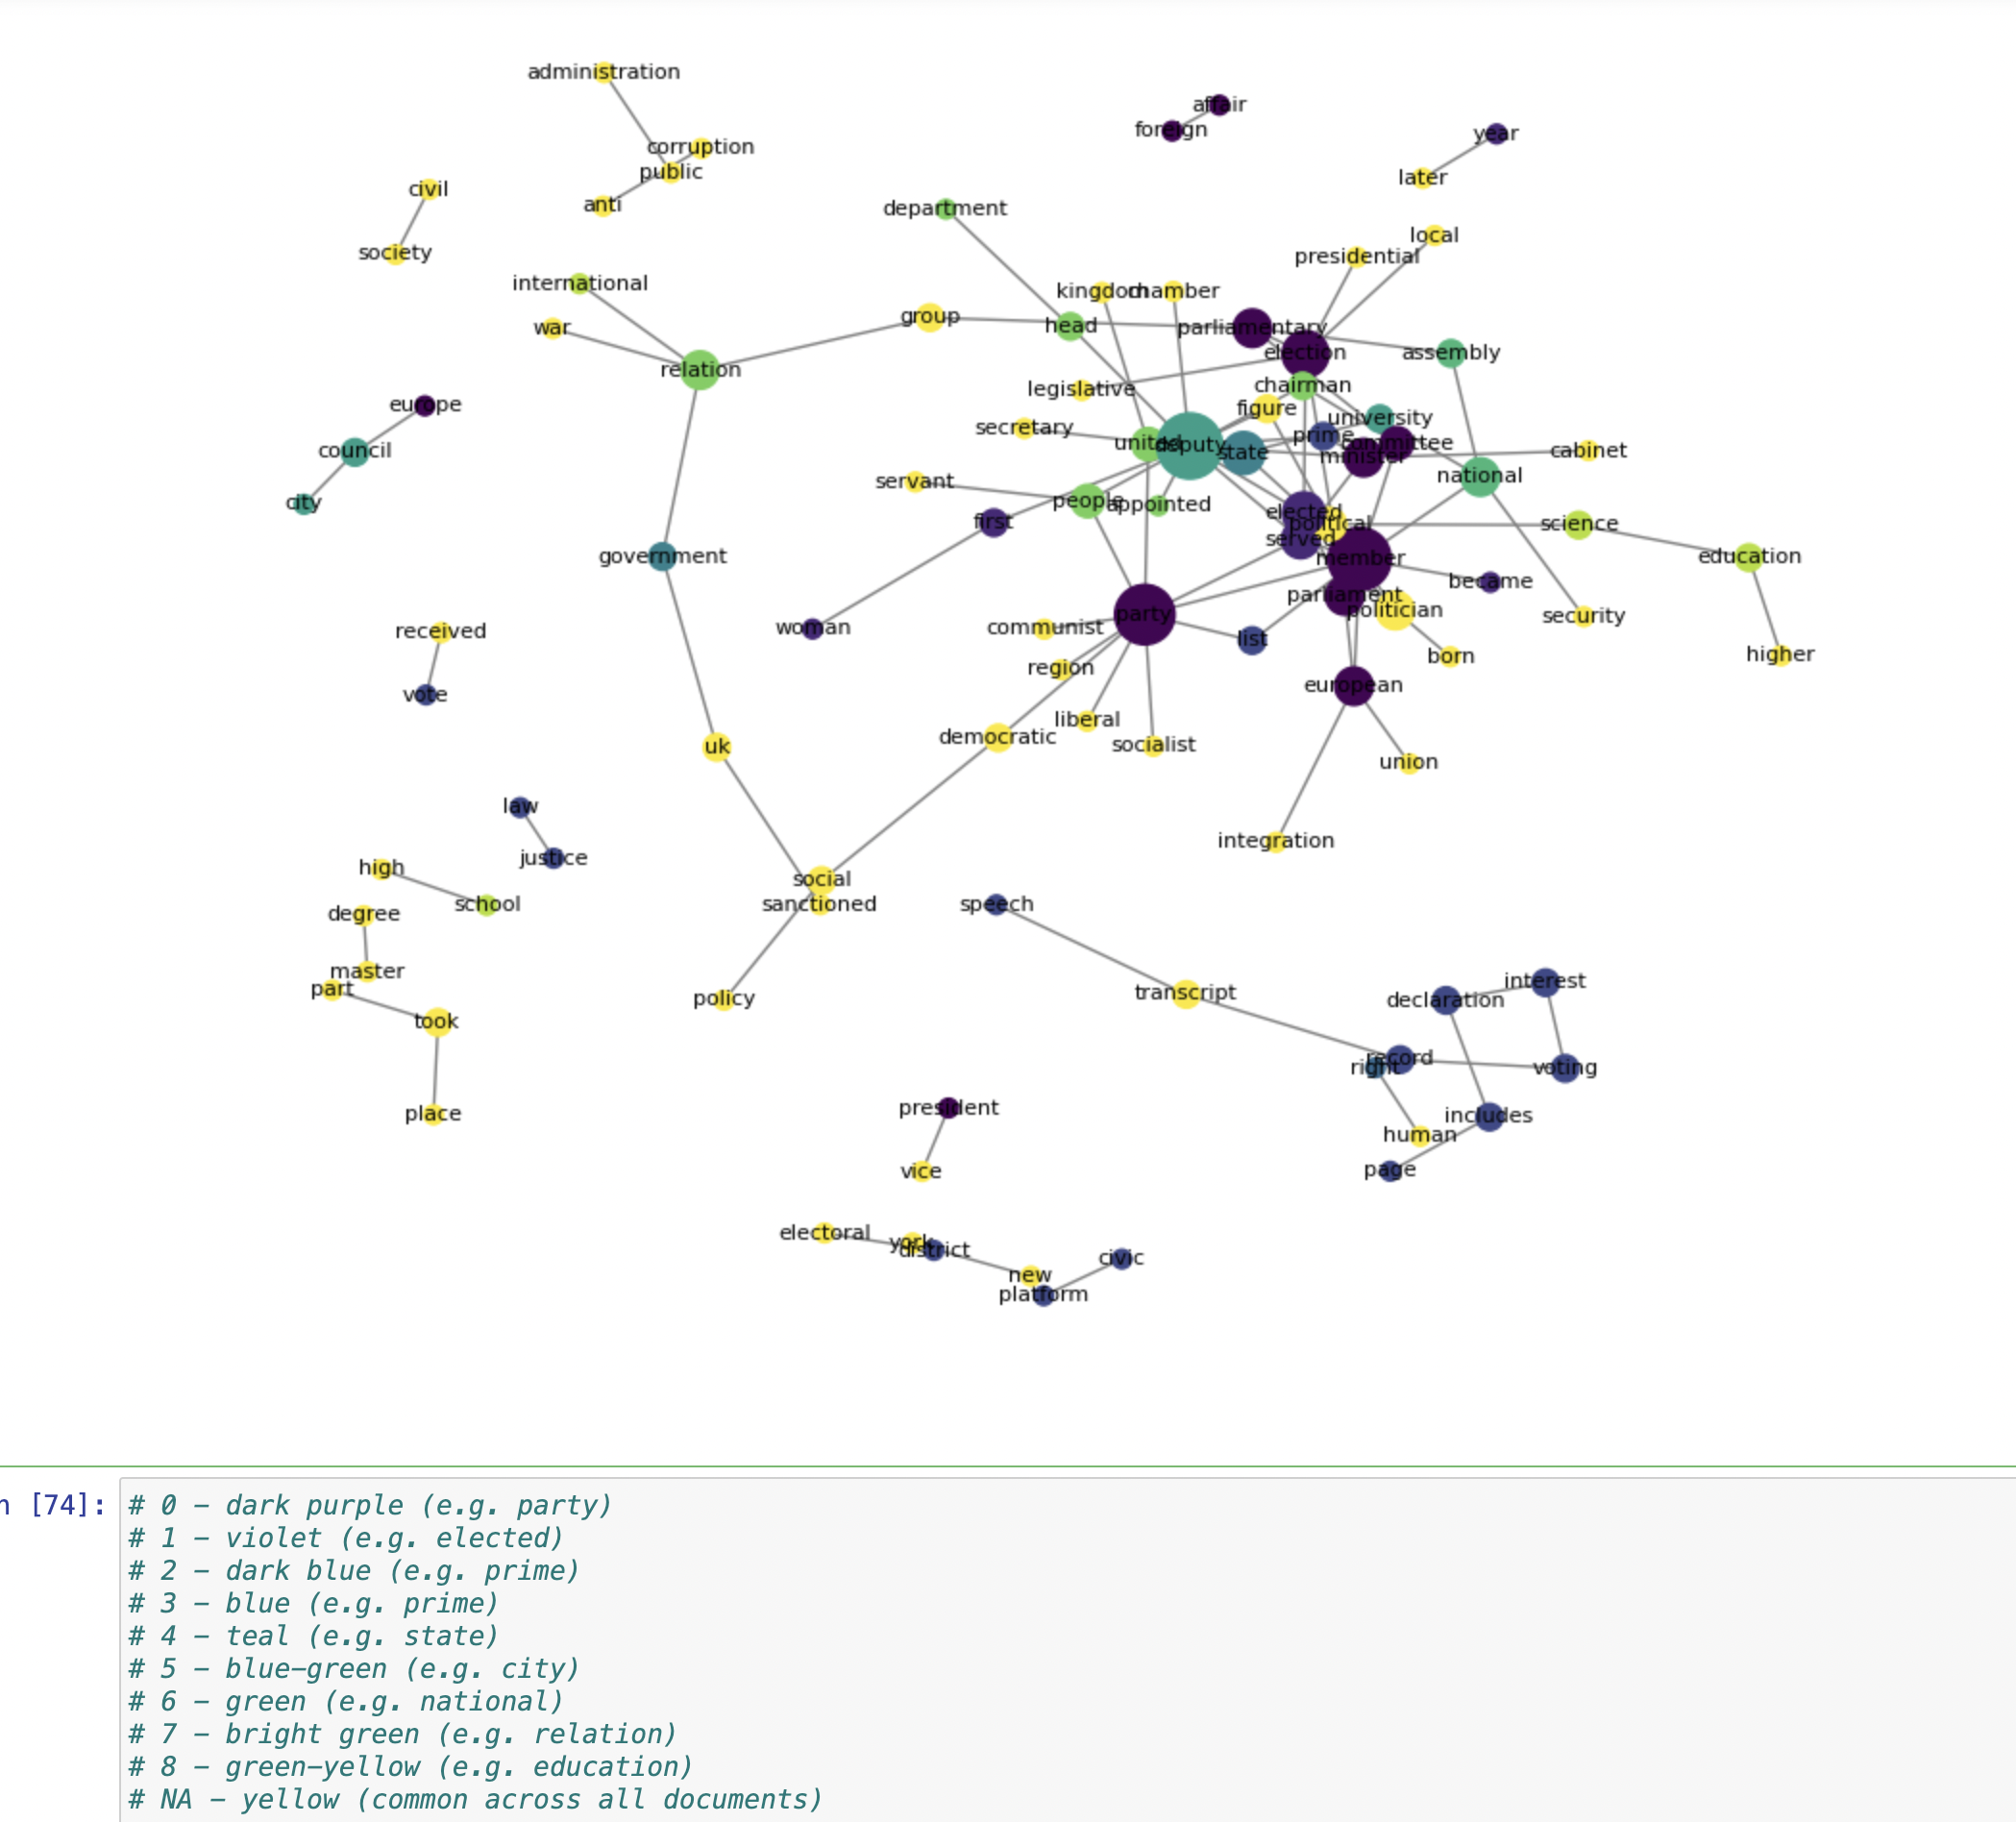 administration
affair
foreign
year
corruption
public
later
civil
anti
department
local
society
presidential
international
kingdom
chamber
war
group
head
parliamentary
election
assembly
relation
chairman
legislative
europe
figure
university
secretary
prime
council
united
deputy
state
committee
minister
cabinet
servant
national
people
appointed
city
first
elected
political
served
science
government
member
education
became
parliament
politician
party
security
received
woman
communist
list
born
higher
region
vote
european
liberal
democratic
socialist
uk
union
law
integration
justice
high
social
school
sanctioned
speech
degree
master
part
policy
transcript
interest
declaration
took
record
right
voting
place
president
includes
human
vice
page
electoral
york
district
civic
new
platform
n [74]:
# 0 – dark purple (e.g. party)
# 1 – violet (e.g. elected)
# 2 – dark blue (e.g. prime)
# 3 – blue (e.g. prime)
# 4 – teal (e.g. state)
# 5 – blue–green (e.g. city)
# 6 – green (e.g. national)
# 7 – bright green (e.g. relation)
# 8 – green–yellow (e.g. education)
# NA – yellow (common across all documents)